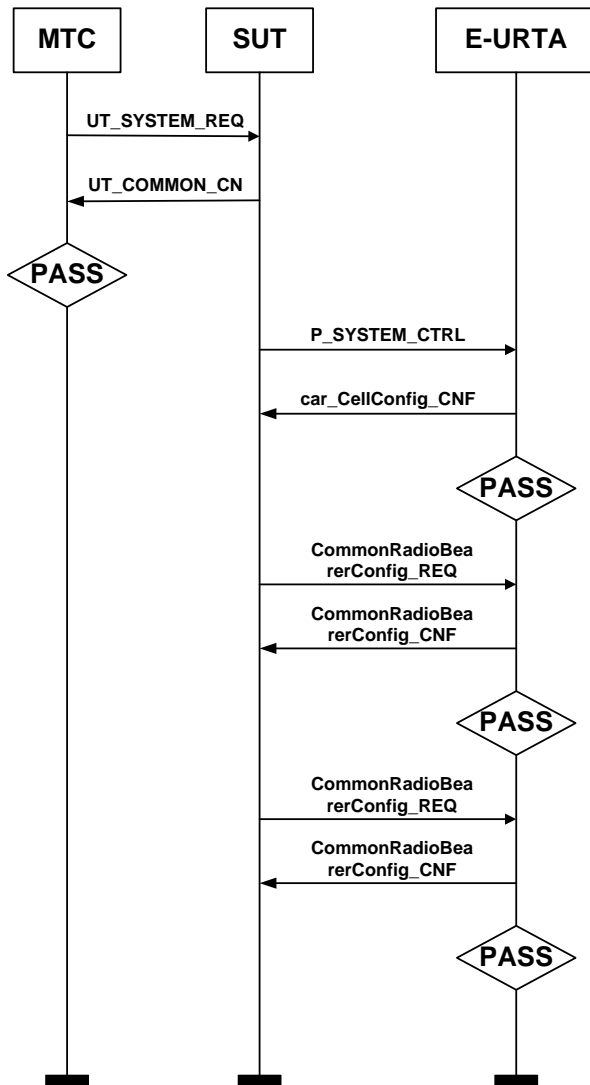 MTC
SUT
E-URTA
UT_SYSTEM_REQ
UT_COMMON_CN
PASS
P_SYSTEM_CTRL
car_CellConfig_CNF
PASS
CommonRadioBea
rerConfig_REQ
CommonRadioBea
rerConfig_CNF
PASS
CommonRadioBea
rerConfig_REQ
CommonRadioBea
rerConfig_CNF
PASS